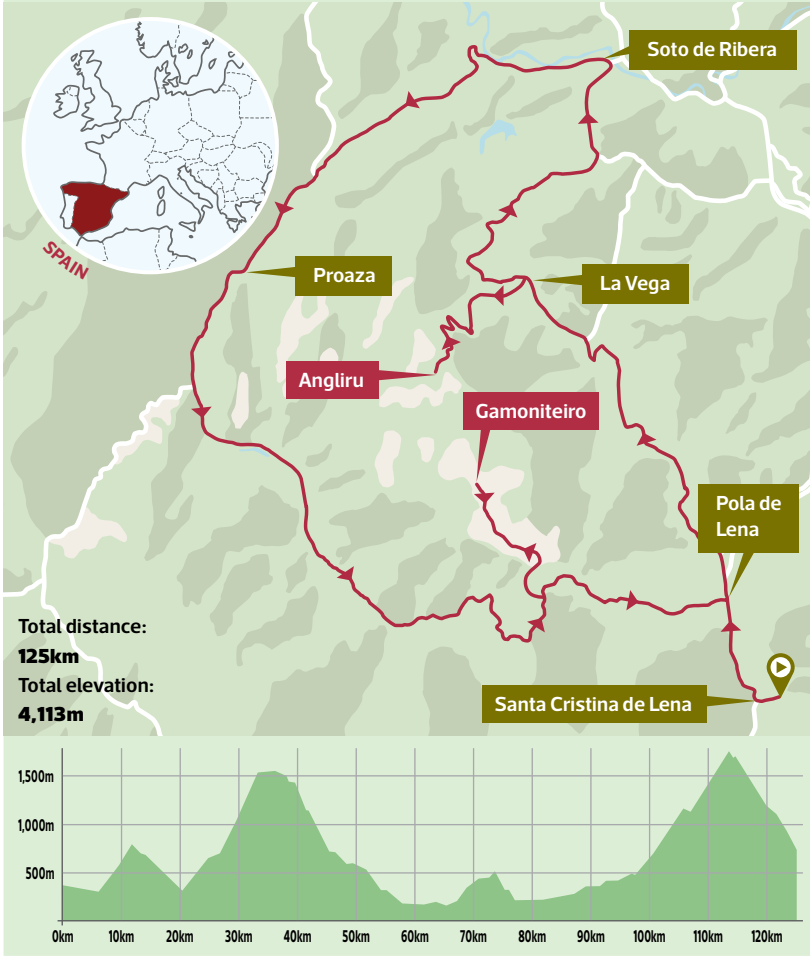 Soto de Ribera
SPAIN
Proaza
La Vega
Angliru
Gamoniteiro
Pola de
Lena
Total distance:
125km
Total elevation:
4,113m
Santa Cristina de Lena
1,500m
1,000m
500m
0km 10km 20km 30km 40km 50km 60km 70km 80km 90km 100km 110km 120km